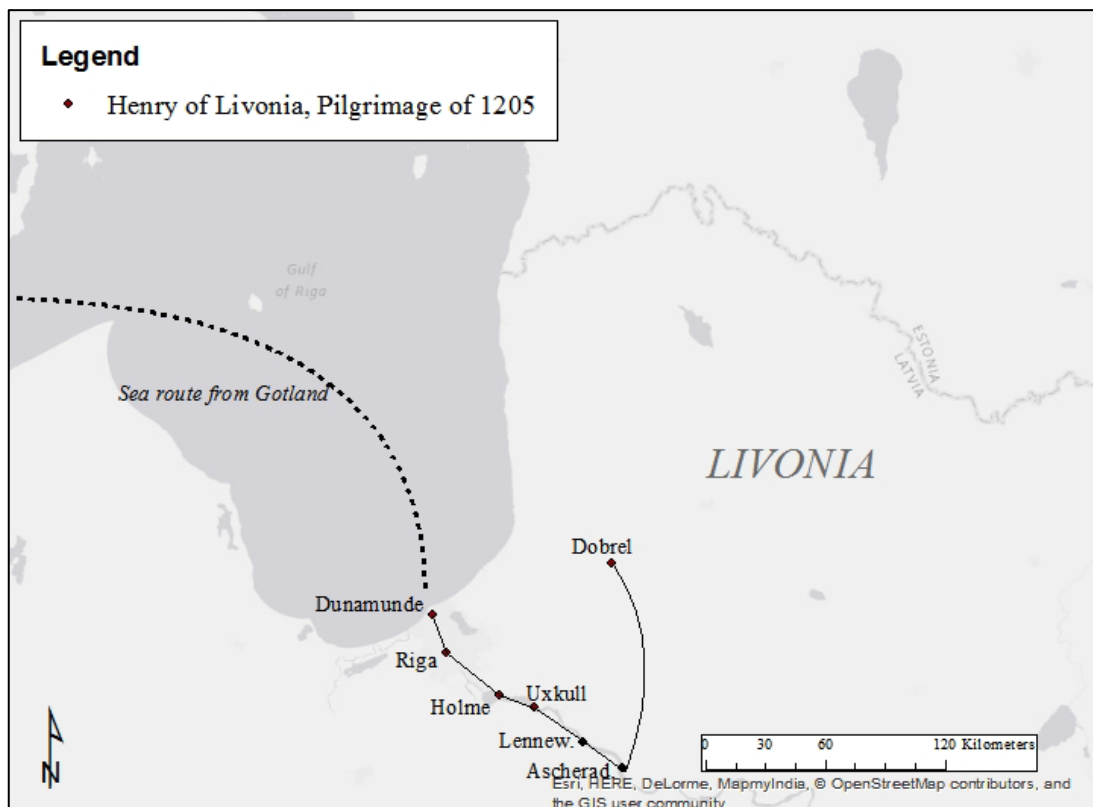 Legend
Henry of Livonia, Pilgrimage of 1205
Gulf
of Riga
Sea route from Gotland
ESTONIA
LATVIA
LIVONIA
Dobrel
Dunamunde
Riga
Uxkull
Holme
Lennew.
Ascherad
N
0 30 60 120 Kilometers
Esri, HERE, DeLorme, MapmyIndia, © OpenStreetMap contributors, and
the GIS user community